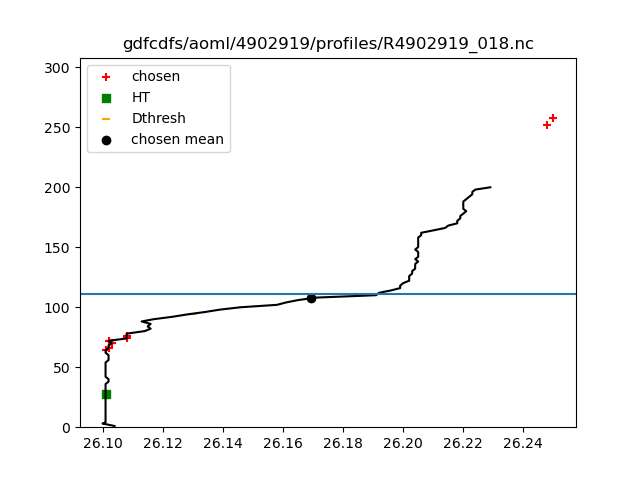 gdfcdfs/aoml/4902919/profiles/R4902919_018.nc
300
250
200
150
100
50
0
chosen
HT
Dthresh
chosen mean
26.10 26.12 26.14 26.16 26.18 26.20 26.22 26.24